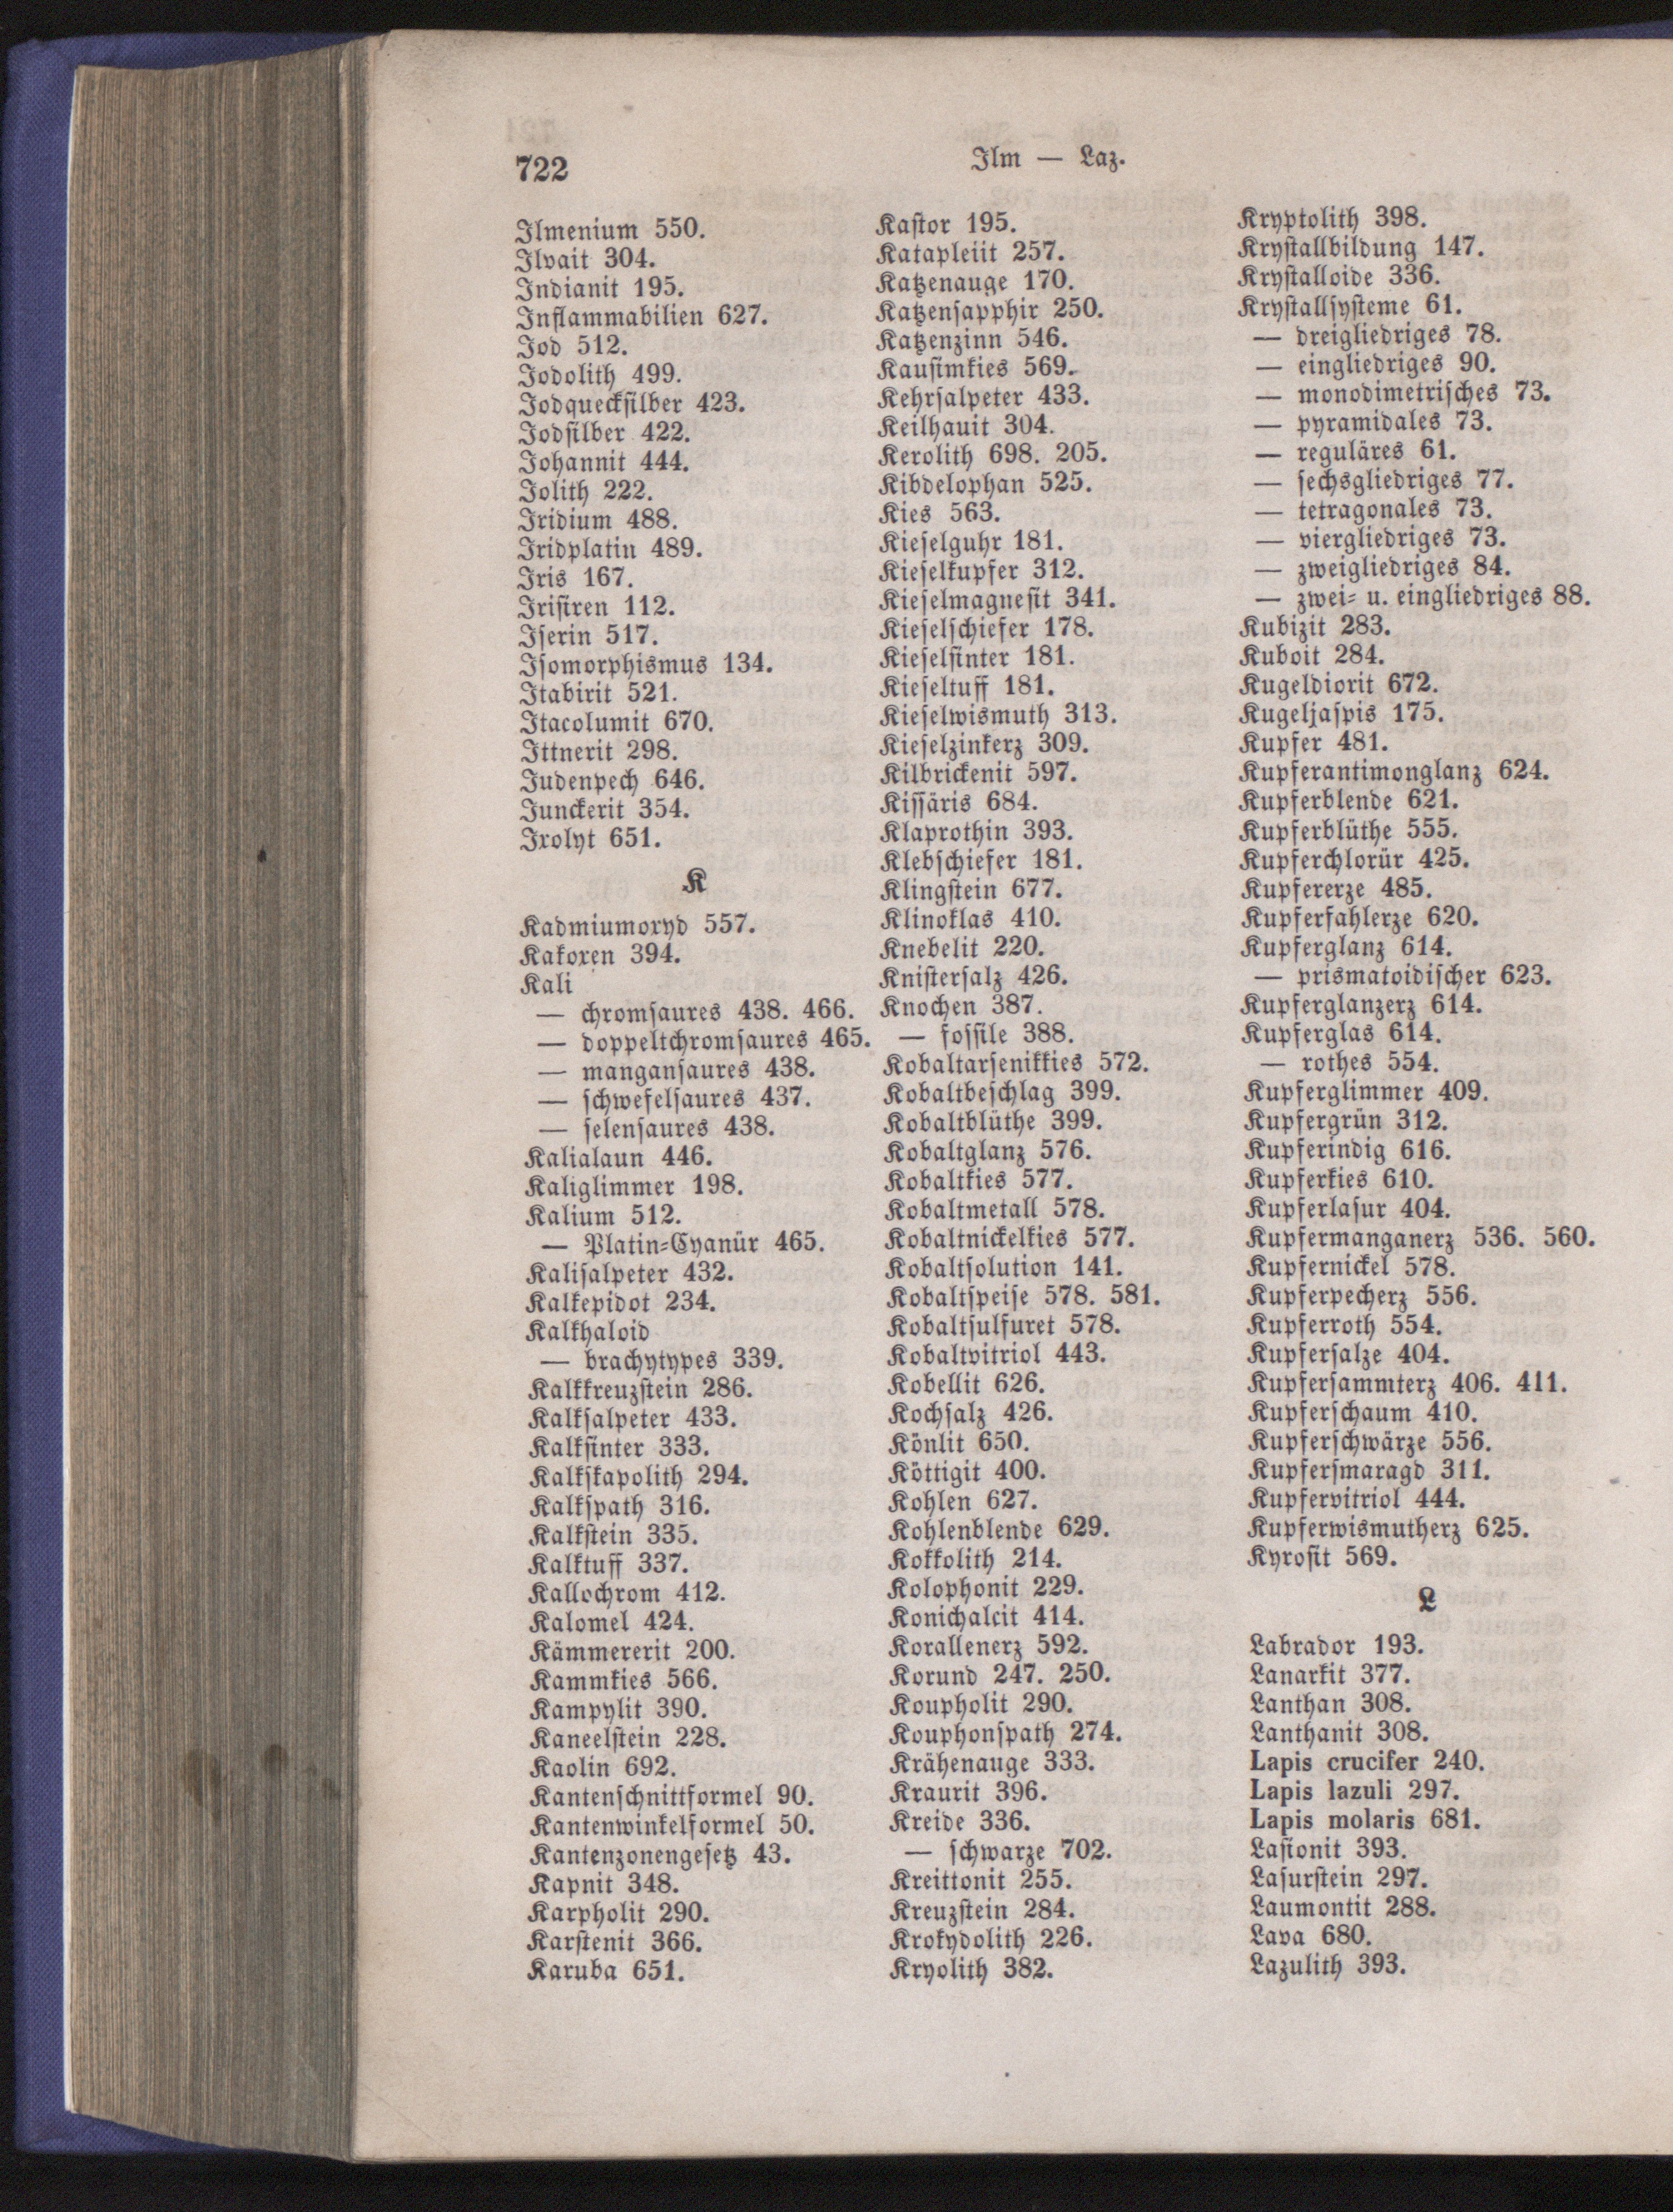 722
Ilm — Laz.
Ilmenium 550.
Ilvait 304.
Indianit 195.
Inflammabilien 627.
Jod 512.
Jodolith 499.
Jodquecksilber 423.
Jodsilber 422.
Johannit 444.
Iolith 222.
Iridium 488.
Iridplatin 489.
Iris 167.
Irisiren 112.
Iserin 517.
Isomorphismus 134.
Itabirit 521.
Itacolumit 670.
Ittnerit 298.
Judenpech 646.
Junckerit 354.
Ixolyt 651.
K
Kadmiumoxyd 557.
Kakoxen 394.
Kali
— chromsaures 438. 466.
— doppeltchromsaures 465.
— mangansaures 438.
— schwefelsaures 437.
— selensaures 438.
Kalialaun 446.
Kaliglimmer 198.
Kalium 512.
— Platin-Cyanür 465.
Kalisalpeter 432.
Kalkepidot 234.
Kalkhaloid
— brachytypes 339.
Kalkkreuzstein 286.
Kalksalpeter 433.
Kalksinter 333.
Kalkskapolith 294.
Kalkspath 316.
Kalkstein 335.
Kalktuff 337.
Kallochrom 412.
Kalomel 424.
Kämmererit 200.
Kammkies 566.
Kampylit 390.
Kaneelstein 228.
Kaolin 692.
Kantenschnittformel 90.
Kantenwinkelformel 50.
Kantenzonengesetz 43.
Kapnit 348.
Karpholit 290.
Karstenit 366.
Karuba 651.
Kastor 195.
Katapleiit 257.
Katzenauge 170.
Katzensapphir 250.
Katzenzinn 546.
Kausimkies 569.
Kehrsalpeter 433.
Keilhauit 304.
Kerolith 698. 205.
Kibdelophan 525.
Kies 563.
Kieselguhr 181.
Kieselkupfer 312.
Kieselmagnesit 341.
Kieselschiefer 178.
Kieselsinter 181.
Kieseltuff 181.
Kieselwismuth 313.
Kieselzinkerz 309.
Kilbrickenit 597.
Kissäris 684.
Klaprothin 393.
Klebschiefer 181.
Klingstein 677.
Klinoklas 410.
Knebelit 220.
Knistersalz 426.
Knochen 387.
— fossile 388.
Kobaltarsenikkies 572.
Kobaltbeschlag 399.
Kobaltblüthe 399.
Kobaltglanz 576.
Kobaltkies 577.
Kobaltmetall 578.
Kobaltnickelkies 577.
Kobaltsolution 141.
Kobaltspeise 578. 581.
Kobaltsulfuret 578.
Kobaltvitriol 443.
Kobellit 626.
Kochsalz 426.
Könlit 650.
Köttigit 400.
Kohlen 627.
Kohlenblende 629.
Kokkolith 214.
Kolophonit 229.
Konichalcit 414.
Korallenerz 592.
Korund 247. 250.
Koupholit 290.
Kouphonspath 274.
Krähenauge 333.
Kraurit 396.
Kreide 336.
— schwarze 702.
Kreittonit 255.
Kreuzstein 284.
Krokydolith 226.
Kryolith 382.
Kryptolith 398.
Krystallbildung 147.
Krystalloide 336.
Krystallsysteme 61.
— dreigliedriges 78.
— eingliedriges 90.
— monodimetrisches 73.
— pyramidales 73.
— reguläres 61.
— sechsgliedriges 77.
— tetragonales 73.
— viergliedriges 73.
— zweigliedriges 84.
— zwei- u. eingliedriges 88.
Kubizit 283.
Kuboit 284.
Kugeldiorit 672.
Kugeljaspis 175.
Kupfer 481.
Kupferantimonglanz 624.
Kupferblende 621.
Kupferblüthe 555.
Kupferchlorür 425.
Kupfererze 485.
Kupferfahlerze 620.
Kupferglanz 614.
— prismatoidischer 623.
Kupferglanzerz 614.
Kupferglas 614.
— rothes 554.
Kupferglimmer 409.
Kupfergrün 312.
Kupferindig 616.
Kupferkies 610.
Kupferlasur 404.
Kupfermanganerz 536. 560.
Kupfernickel 578.
Kupferpecherz 556.
Kupferroth 554.
Kupfersalze 404.
Kupfersammterz 406. 411.
Kupferschaum 410.
Kupferschwärze 556.
Kupfersmaragd 311.
Kupfervitriol 444.
Kupferwismutherz 625.
Kyrosit 569.
L
Labrador 193.
Lanarkit 377.
Lanthan 308.
Lanthanit 308.
Lapis crucifer 240.
Lapis lazuli 297.
Lapis molaris 681.
Lasionit 393.
Lasurstein 297.
Laumontit 288.
Lava 680.
Lazulith 393.